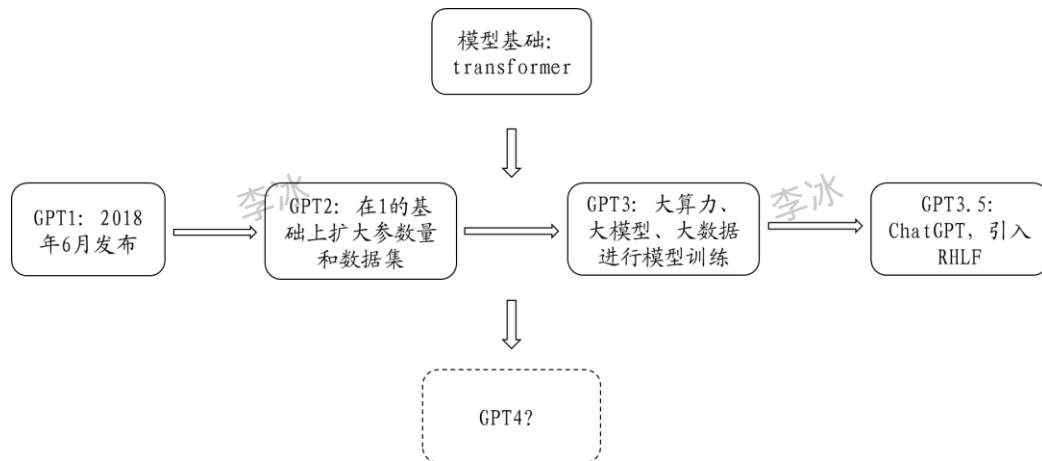 模型基础：
transformer
GPT1: 2018
年6月发布
GPT2: 在1的基
础上扩大参数量
和数据集
GPT3: 大算力、
大模型、大数据
进行模型训练
GPT3.5:
ChatGPT, 引入
RHLF
GPT4?
李冰
李冰